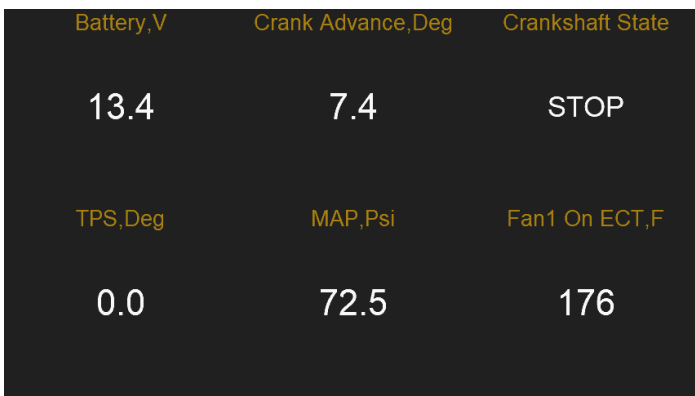 Battery,V Crank Advance,Deg Crankshaft State
13.4 7.4 STOP
TPS,Deg MAP,Psi Fan1 On ECT,F
0.0 72.5 176